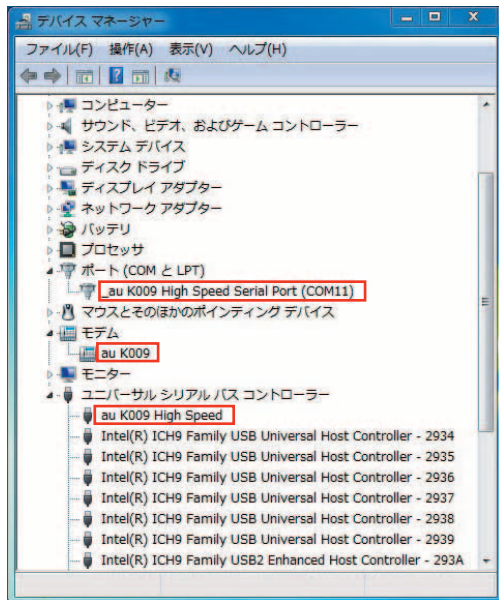 デバイス マネージャー
ファイル(F) 操作(A) 表示(V) ヘルプ(H)
コンピューター
サウンド、ビデオ、およびゲーム コントローラー
システム デバイス
ディスク ドライブ
ディスプレイ アダプター
ネットワーク アダプター
バッテリ
プロセッサ
ポート (COM と LPT)
_au K009 High Speed Serial Port (COM11)
マウスとそのほかのポインティング デバイス
モデム
au K009
モニター
ユニバーサル シリアル バス コントローラー
au K009 High Speed
Intel(R) ICH9 Family USB Universal Host Controller - 2934
Intel(R) ICH9 Family USB Universal Host Controller - 2935
Intel(R) ICH9 Family USB Universal Host Controller - 2936
Intel(R) ICH9 Family USB Universal Host Controller - 2937
Intel(R) ICH9 Family USB Universal Host Controller - 2938
Intel(R) ICH9 Family USB Universal Host Controller - 2939
Intel(R) ICH9 Family USB2 Enhanced Host Controller - 293A